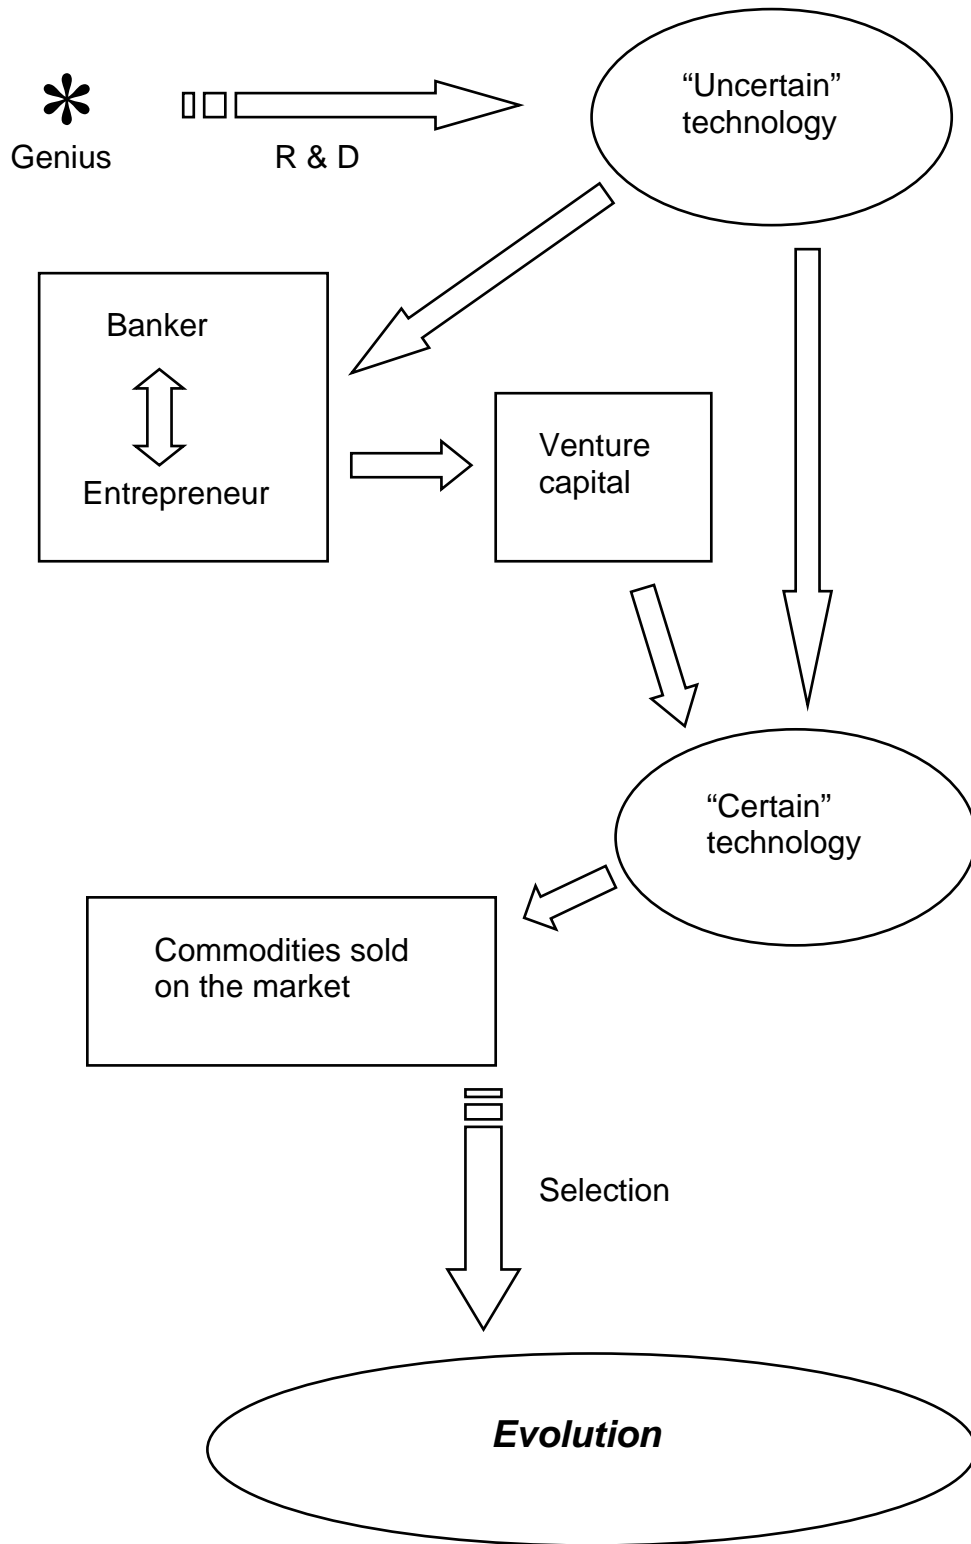 “Uncertain”
technology
Genius
R & D
Banker
Entrepreneur
Venture
capital
“Certain”
technology
Commodities sold
on the market
Selection
Evolution